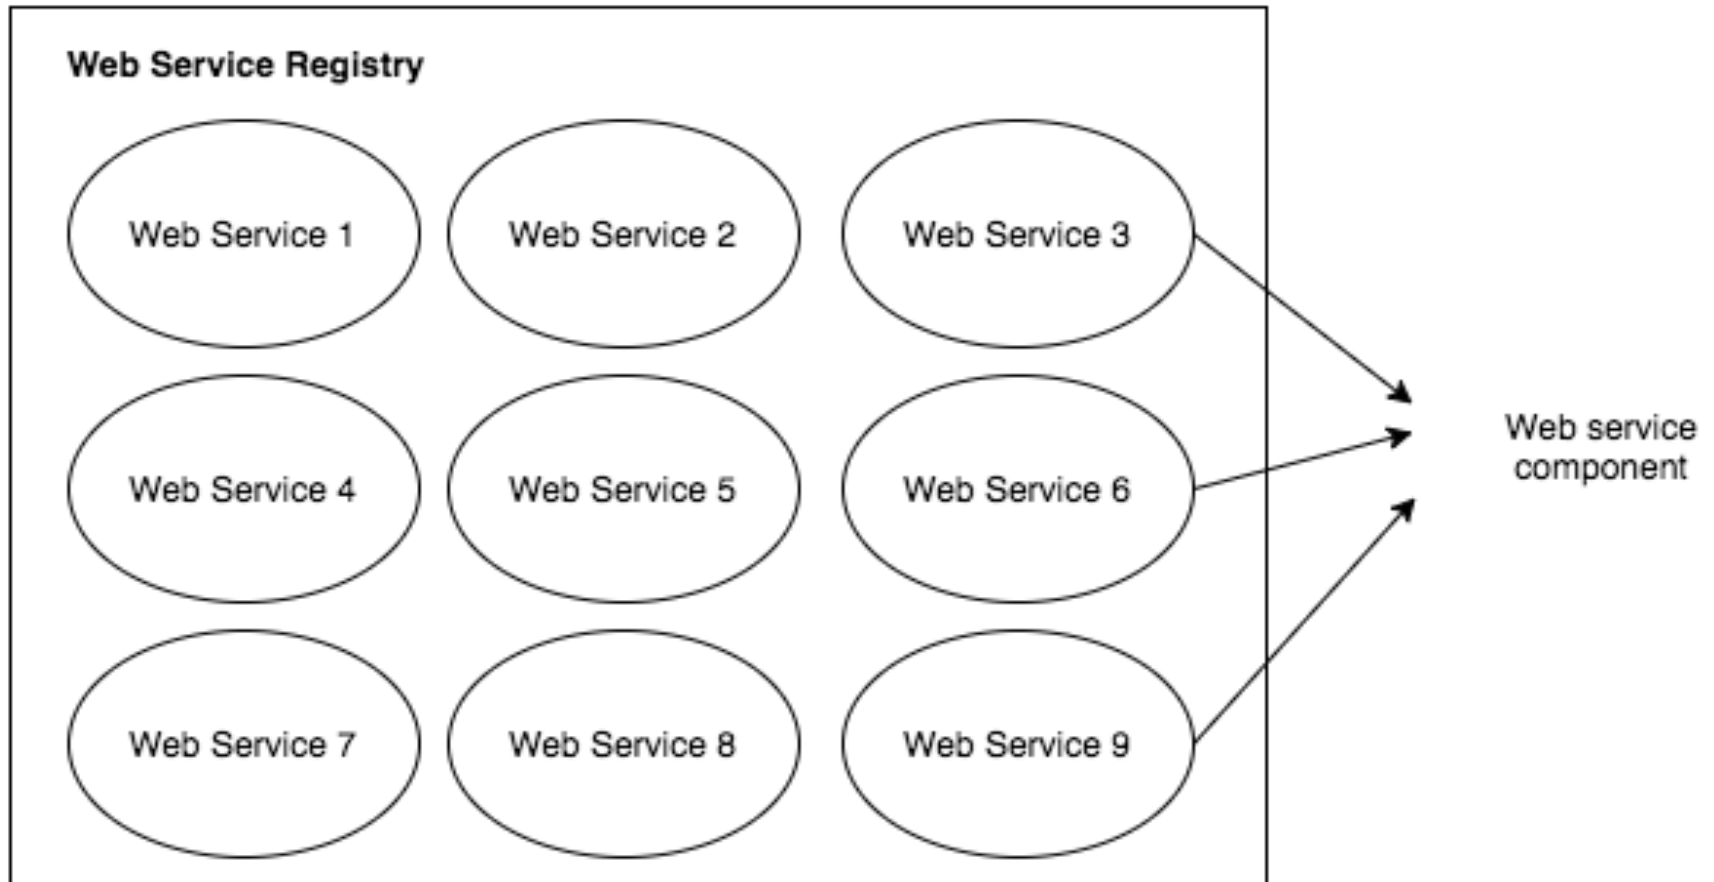 Web Service Registry
Web Service 1
Web Service 2
Web Service 3
Web Service 4
Web Service 5
Web Service 6
Web service
component
Web Service 7
Web Service 8
Web Service 9